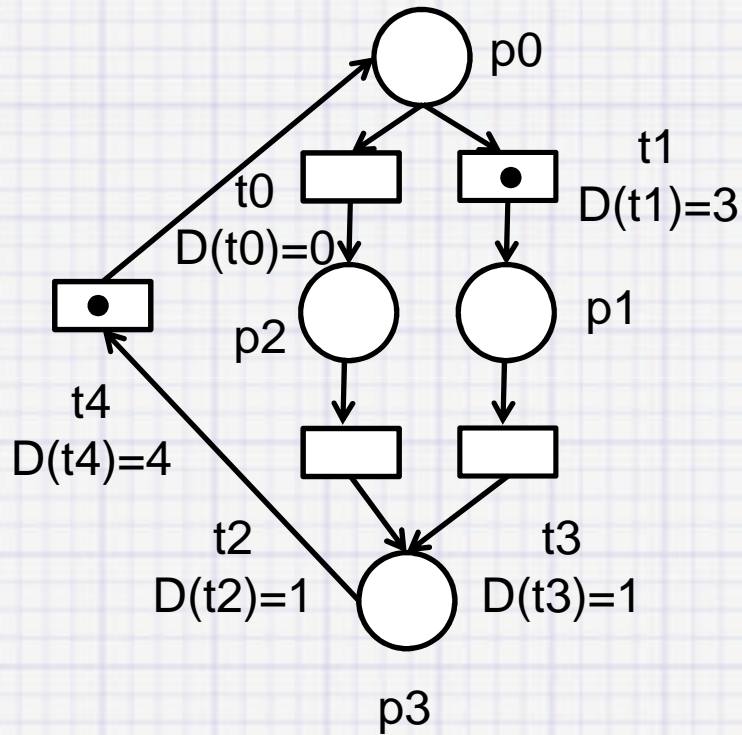 p0
t1
D(t1)=3
t0
D(t0)=0
p2
p1
t4
D(t4)=4
t2
D(t2)=1
t3
D(t3)=1
p3